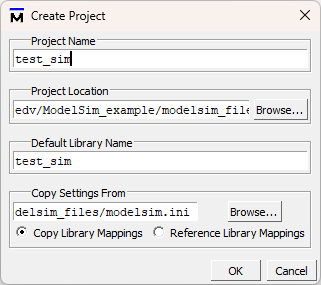 M Create Project
Project Name
test_sim
Project Location
edv/ModelSim_example/modelsim_file
Browse...
Default Library Name
test_sim
Copy Settings From
delsim_files/modelsim.ini
Browse...
Copy Library Mappings Reference Library Mappings
OK Cancel